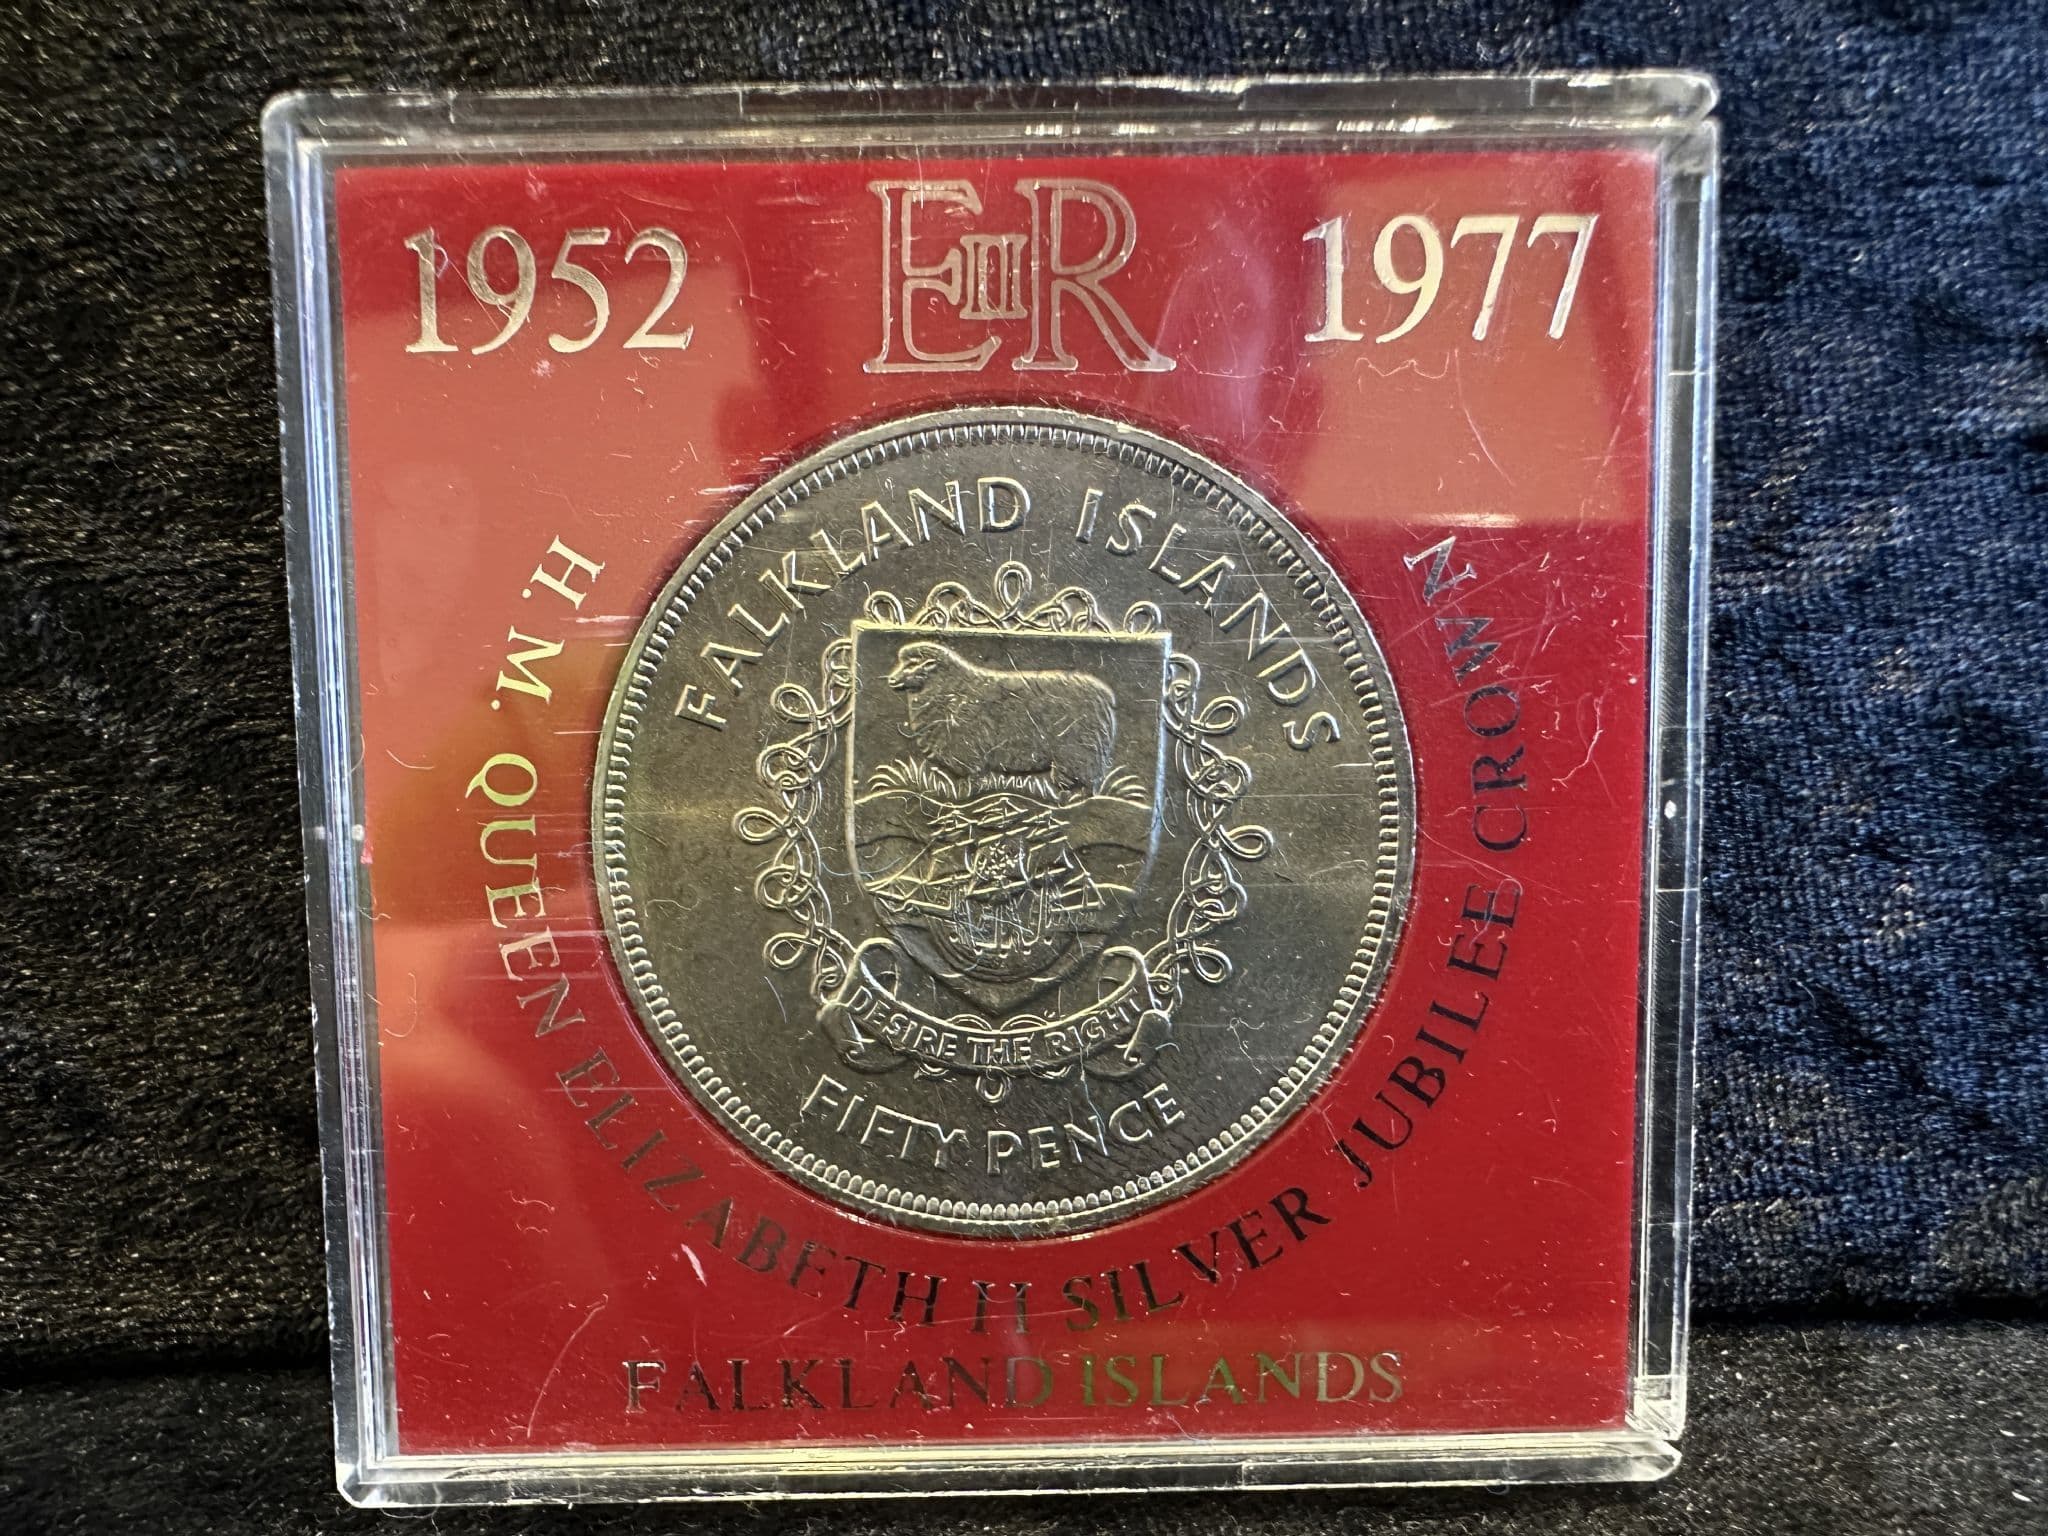 1952 EIIR 1977
FALKLAND ISLANDS
DESIRE THE RIGHT
FIFTY PENCE
H.M. QUEEN ELIZABETH II SILVER JUBILEE CROWN
FALKLAND ISLANDS